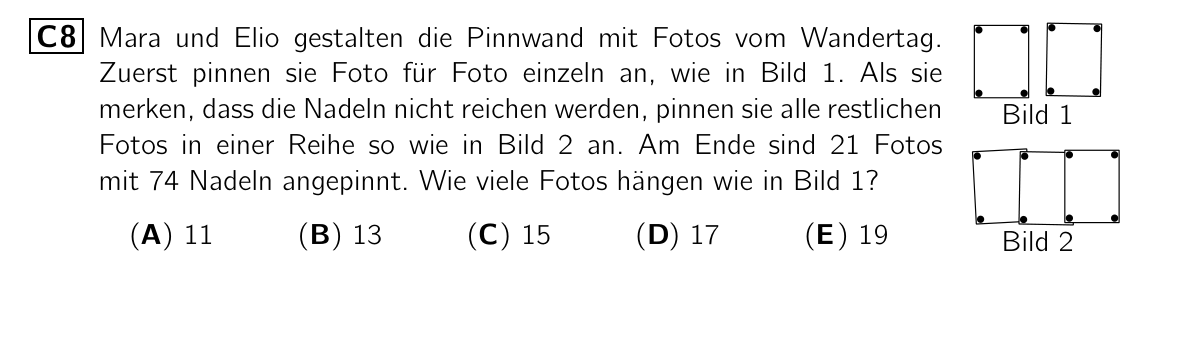 C8 Mara und Elio gestalten die Pinnwand mit Fotos vom Wandertag.
Zuerst pinnen sie Foto für Foto einzeln an, wie in Bild 1. Als sie
merken, dass die Nadeln nicht reichen werden, pinnen sie alle restlichen
Fotos in einer Reihe so wie in Bild 2 an. Am Ende sind 21 Fotos
mit 74 Nadeln angepinnt. Wie viele Fotos hängen wie in Bild 1?
(A) 11 (B) 13 (C) 15 (D) 17 (E) 19
Bild 1
Bild 2